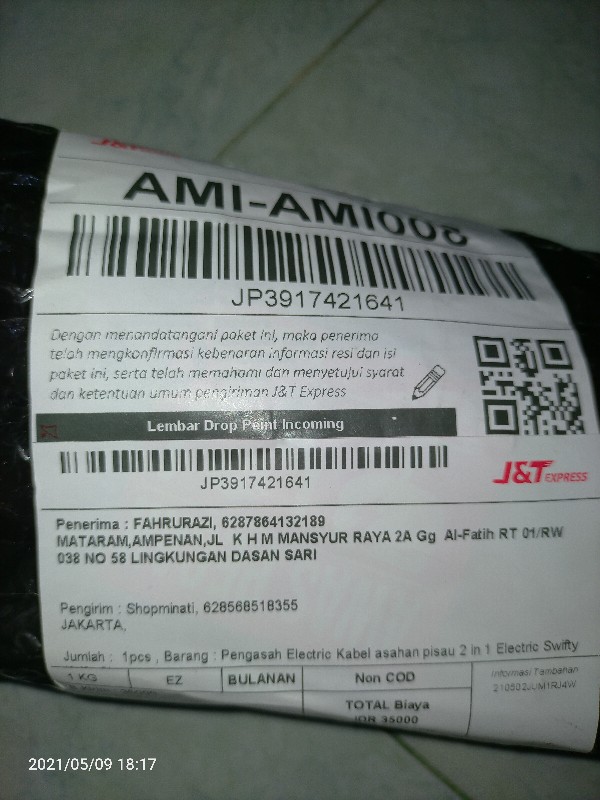 AMI-AMI008
JP3917421641
Dengan menandatangani paket ini, maka penerima
telah mengkonfirmasi kebenaran informasi resi dan isi
paket ini, serta telah memahami dan menyetujui syarat
dan ketentuan umum pengiriman J&T Express
Lembar Drop Point Incoming
JP3917421641
J&T EXPRESS
Penerima : FAHRURAZI, 6287864132189
MATARAM,AMPENAN,JL K H M MANSYUR RAYA 2A Gg Al-Fatih RT 01/RW
038 NO 58 LINGKUNGAN DASAN SARI
Pengirim : Shopminati, 628568518355
JAKARTA,
Jumlah : 1pcs , Barang : Pengasah Electric Kabel asahan pisau 2 in 1 Electric Swifty
1 KG EZ BULANAN Non COD Informasi Tambahan
TOTAL Biaya
IDR 35000
2021/05/09 18:17